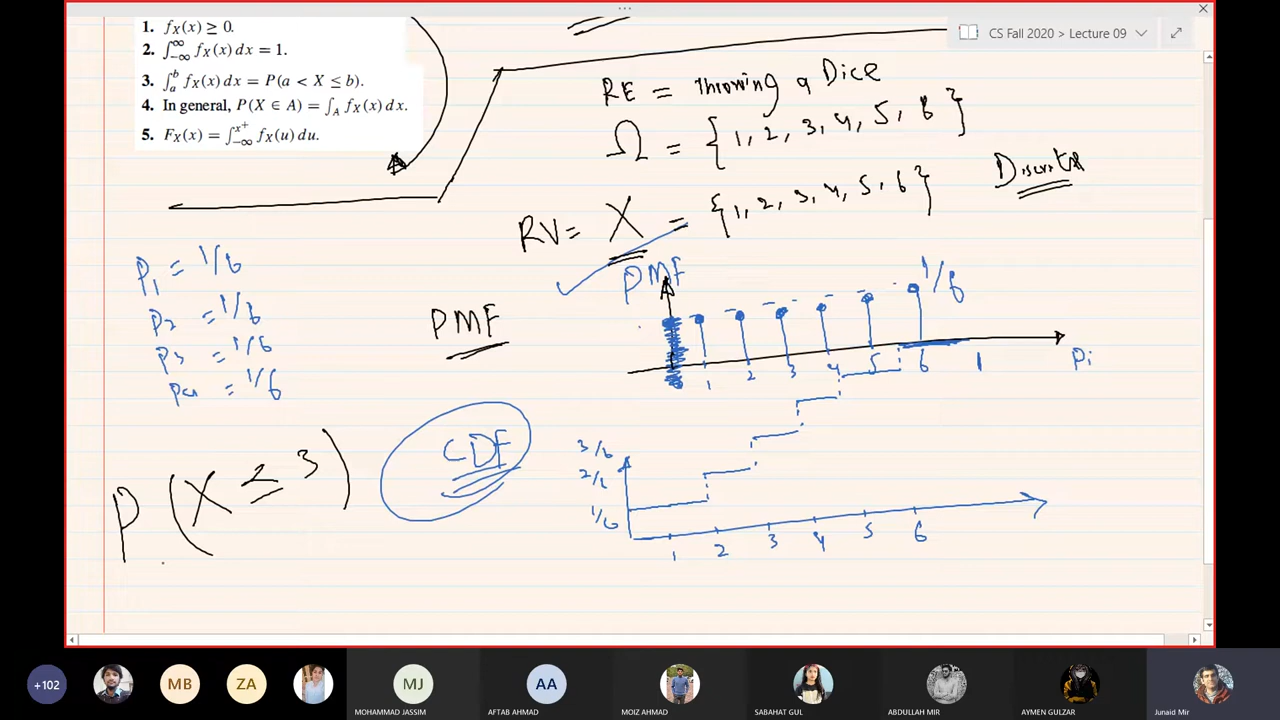 CS Fall 2020 > Lecture 09
1. fX(x) ≥ 0.
2. ∫_{-∞}^{∞} fX(x) dx = 1.
3. ∫_a^b fX(x) dx = P(a < X ≤ b).
4. In general, P(X ∈ A) = ∫_A fX(x) dx.
5. FX(x) = ∫_{-∞}^{x+} fX(u) du.
RE = Throwing a Dice
Ω = {1, 2, 3, 4, 5, 6}
Discrete
RV = X = {1, 2, 3, 4, 5, 6}
P1 = 1/6
P2 = 1/6
P3 = 1/6
= 1/6
PMF
PMF
1/6
1 2 3 4 5 6 1
Pi
CDF
3/6
2/6
1/6
1 2 3 4 5 6
P(X ≤ 3)
+102
MB
ZA
MJ
MOHAMMAD JASSIM
AA
AFTAB AHMAD
MOIZ AHMAD
SABAHAT GUL
ABDULLAH MIR
AYMEN GULZAR
Junaid Mir